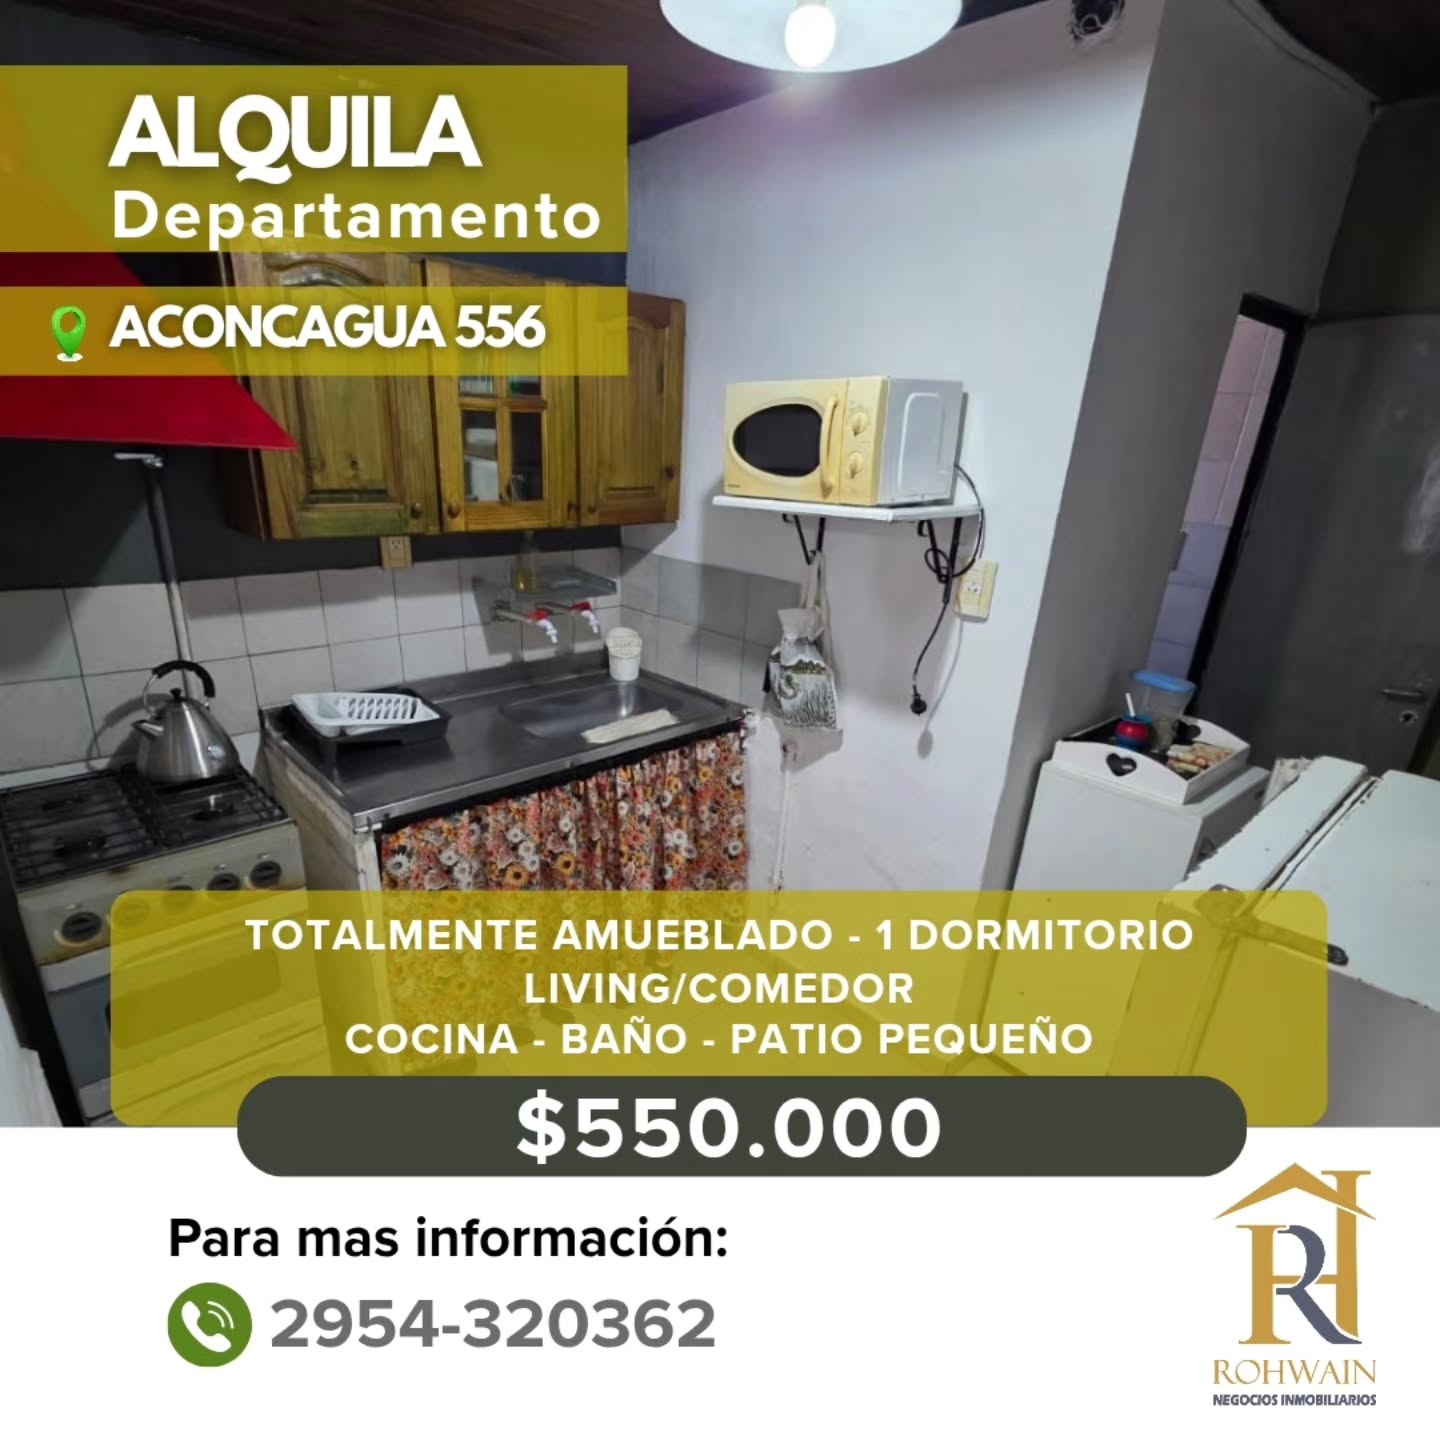 ALQUILA
Departamento
ACONCAGUA 556
TOTALMENTE AMUEBLADO - 1 DORMITORIO
LIVING/COMEDOR
COCINA - BAÑO - PATIO PEQUEÑO
$550.000
Para mas información:
2954-320362
RH
ROHWAIN
NEGOCIOS INMOBILIARIOS